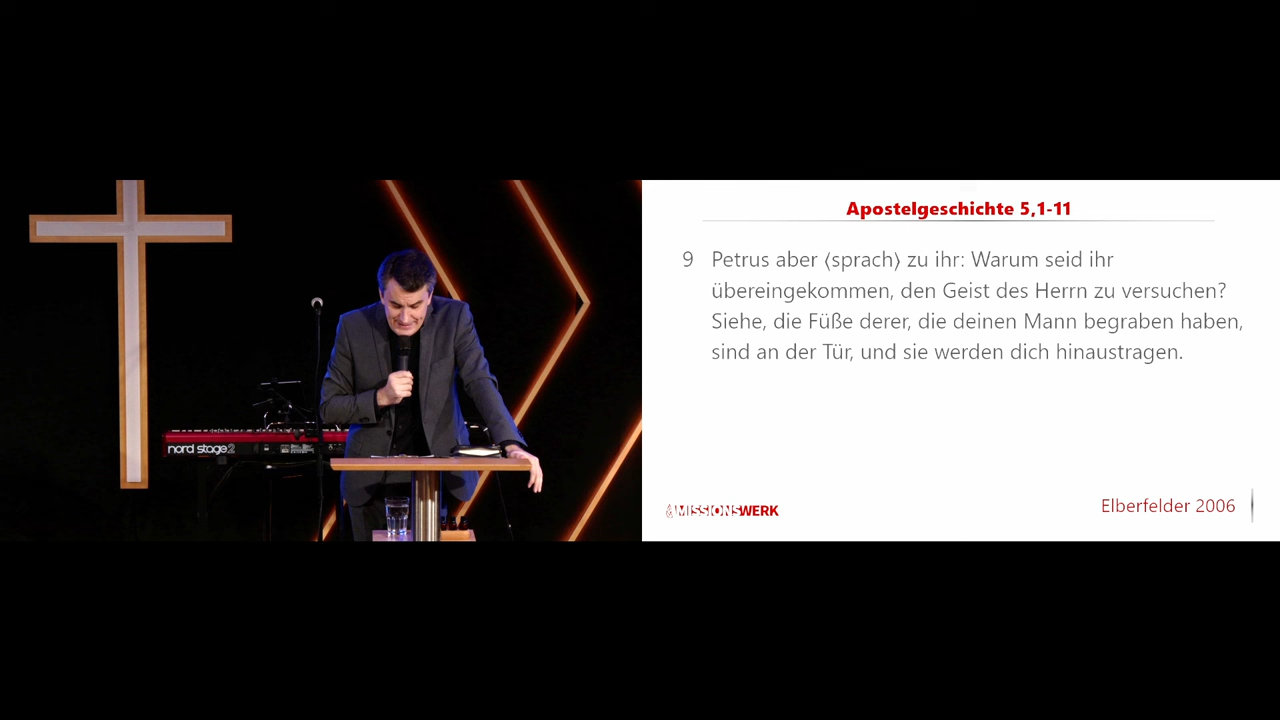 nord stage 2
Apostelgeschichte 5,1-11
9 Petrus aber ⟨sprach⟩ zu ihr: Warum seid ihr
übereingekommen, den Geist des Herrn zu versuchen?
Siehe, die Füße derer, die deinen Mann begraben haben,
sind an der Tür, und sie werden dich hinaustragen.
MISSIONSWERK
Elberfelder 2006